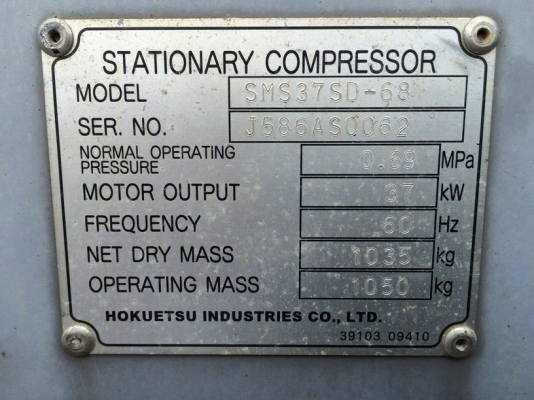 STATIONARY COMPRESSOR
MODEL SMS37SD-68
SER. NO. J586AS0062
NORMAL OPERATING
PRESSURE 0.69 MPa
MOTOR OUTPUT 37 kW
FREQUENCY 60 Hz
NET DRY MASS 1035 kg
OPERATING MASS 1050 kg
HOKUETSU INDUSTRIES CO., LTD.
39103 09410